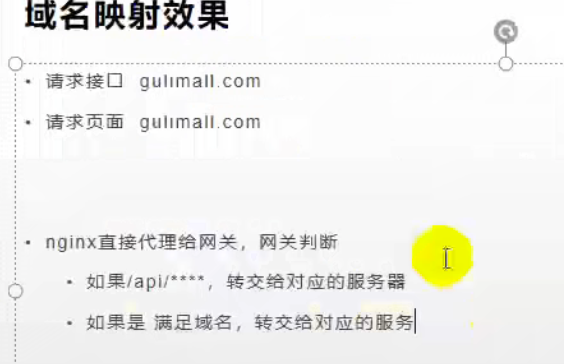 域名映射效果
• 请求接口 gulimall.com
• 请求页面 gulimall.com
• nginx直接代理给网关，网关判断
• 如果/api/****，转交给对应的服务器
• 如果是 满足域名，转交给对应的服务